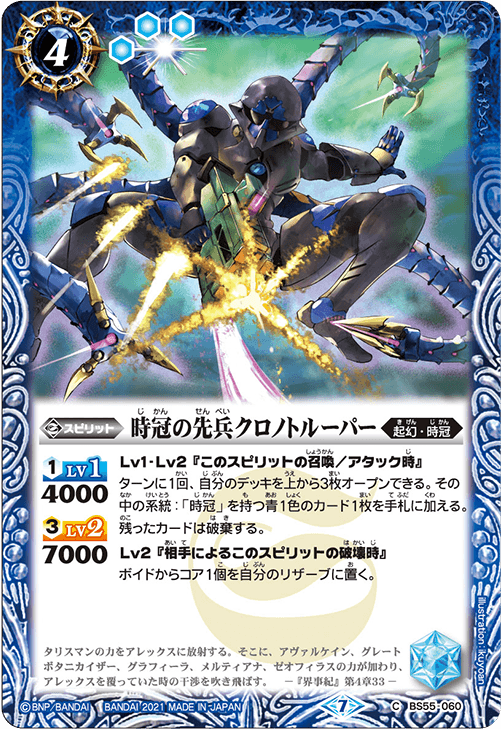 4
スピリット
時冠の先兵クロノトルーパー
じかん
せんぺい
起幻・時冠
きげん
じかん
1 LV1
4000
3 LV2
7000
Lv1・Lv2『このスピリットの召喚／アタック時』
ターンに1回、自分のデッキを上から3枚オープンできる。その
中の系統：「時冠」を持つ青1色のカード1枚を手札に加える。
残ったカードは破棄する。
Lv2『相手によるこのスピリットの破壊時』
ボイドからコア1個を自分のリザーブに置く。
タリスマンの力をアレックスに放射する。そこに、アヴァルケイン、グレート
ボタニカイザー、グラフィーラ、メルティアナ、ゼオフィラスの力が加わり、
アレックスを覆っていた時の干渉を吹き飛ばす。 －『界事紀』第4章33－
illustration:ikuyoan
©BNP/BANDAI BANDAI 2021 MADE IN JAPAN
7
C BS55-060